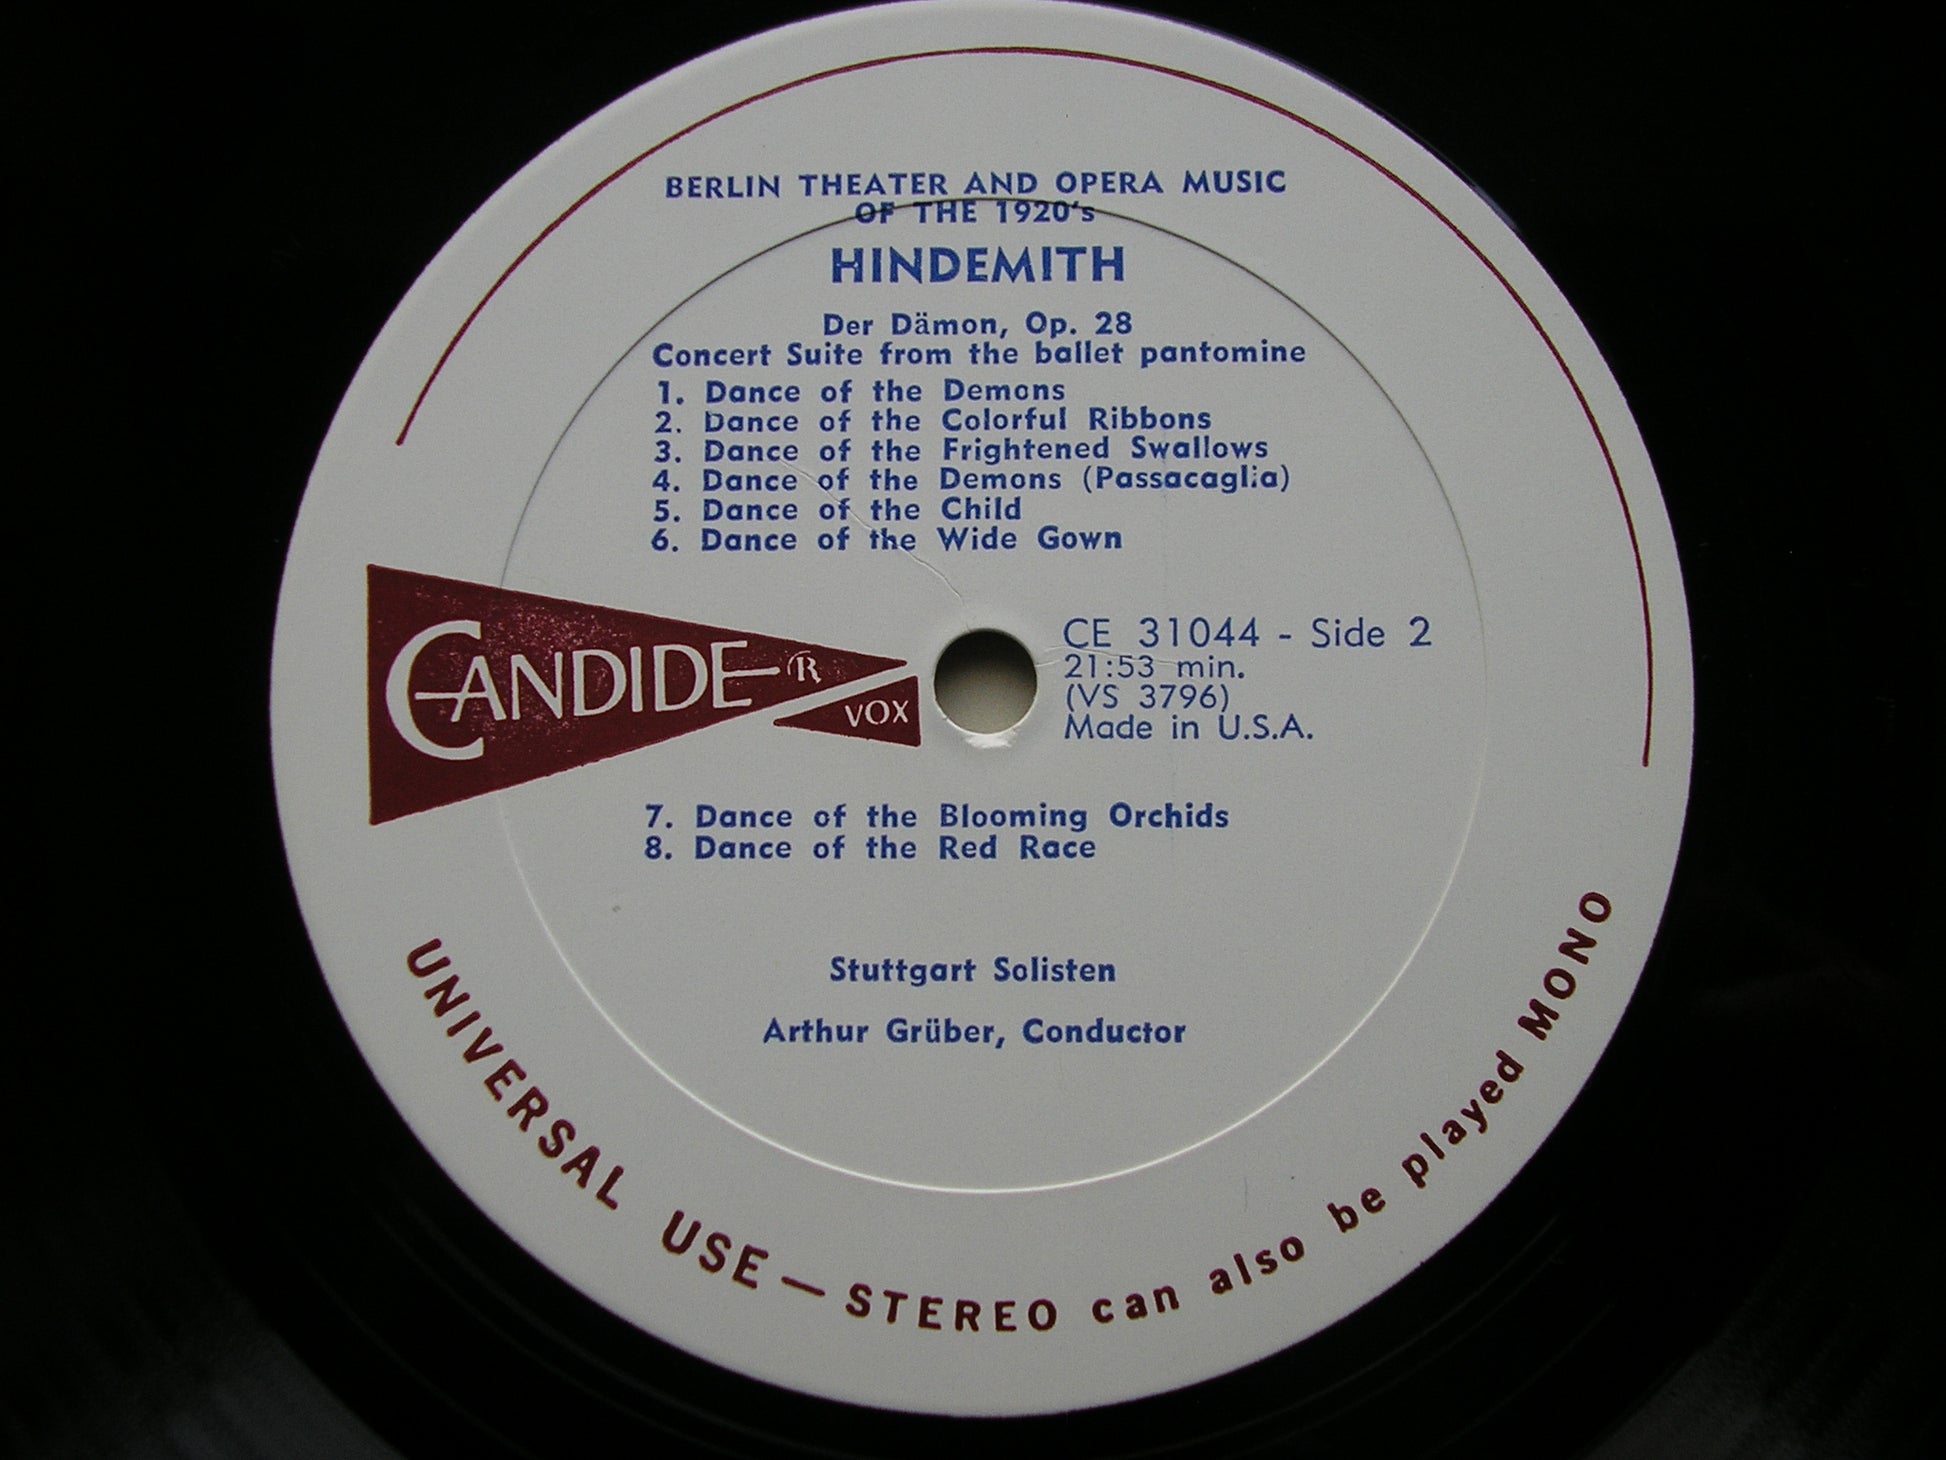 BERLIN THEATER AND OPERA MUSIC
OF THE 1920's
HINDEMITH
Der Dämon, Op. 28
Concert Suite from the ballet pantomine
1. Dance of the Demons
2. Dance of the Colorful Ribbons
3. Dance of the Frightened Swallows
4. Dance of the Demons (Passacaglia)
5. Dance of the Child
6. Dance of the Wide Gown
CANDIDE ®
VOX
CE 31044 - Side 2
21:53 min.
(VS 3796)
Made in U.S.A.
7. Dance of the Blooming Orchids
8. Dance of the Red Race
Stuttgart Solisten
Arthur Grüber, Conductor
UNIVERSAL USE — STEREO can also be played MONO